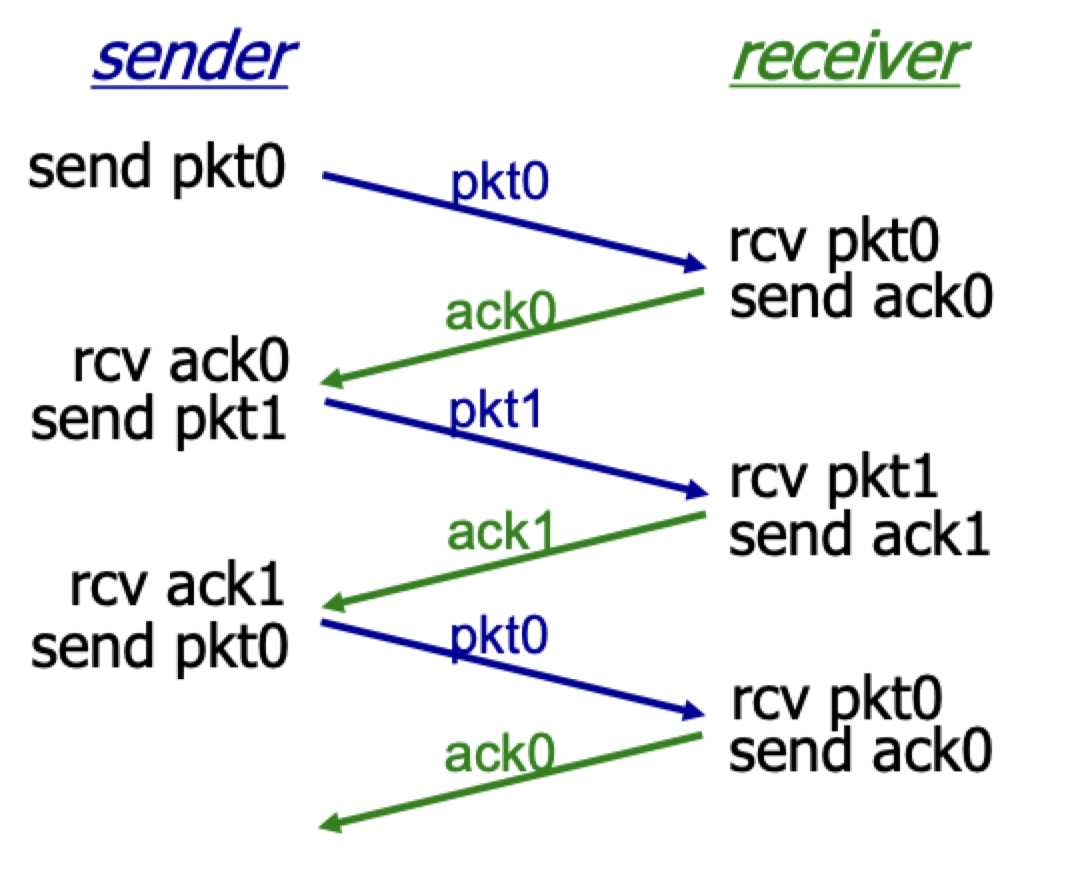 sender
receiver
send pkt0
pkt0
rcv pkt0
send ack0
ack0
rcv ack0
send pkt1
pkt1
rcv pkt1
send ack1
ack1
rcv ack1
send pkt0
pkt0
rcv pkt0
send ack0
ack0